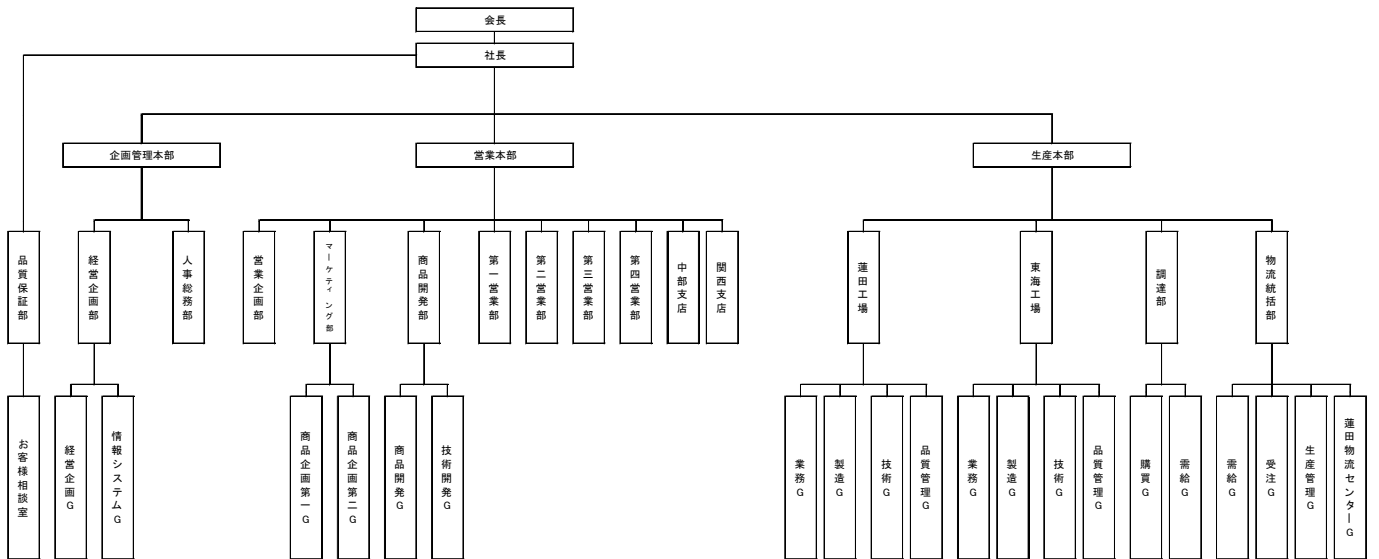 会長
社長
企画管理本部
営業本部
生産本部
品質保証部
経営企画部
人事総務部
営業企画部
マーケティング部
商品開発部
第一営業部
第二営業部
第三営業部
第四営業部
中部支店
関西支店
蓮田工場
東海工場
調達部
物流統括部
お客様相談室
経営企画G
情報システムG
商品企画第一G
商品企画第二G
商品開発G
技術開発G
業務G
製造G
技術G
品質管理G
業務G
製造G
技術G
品質管理G
購買G
需給G
需給G
受注G
生産管理G
蓮田物流センターG